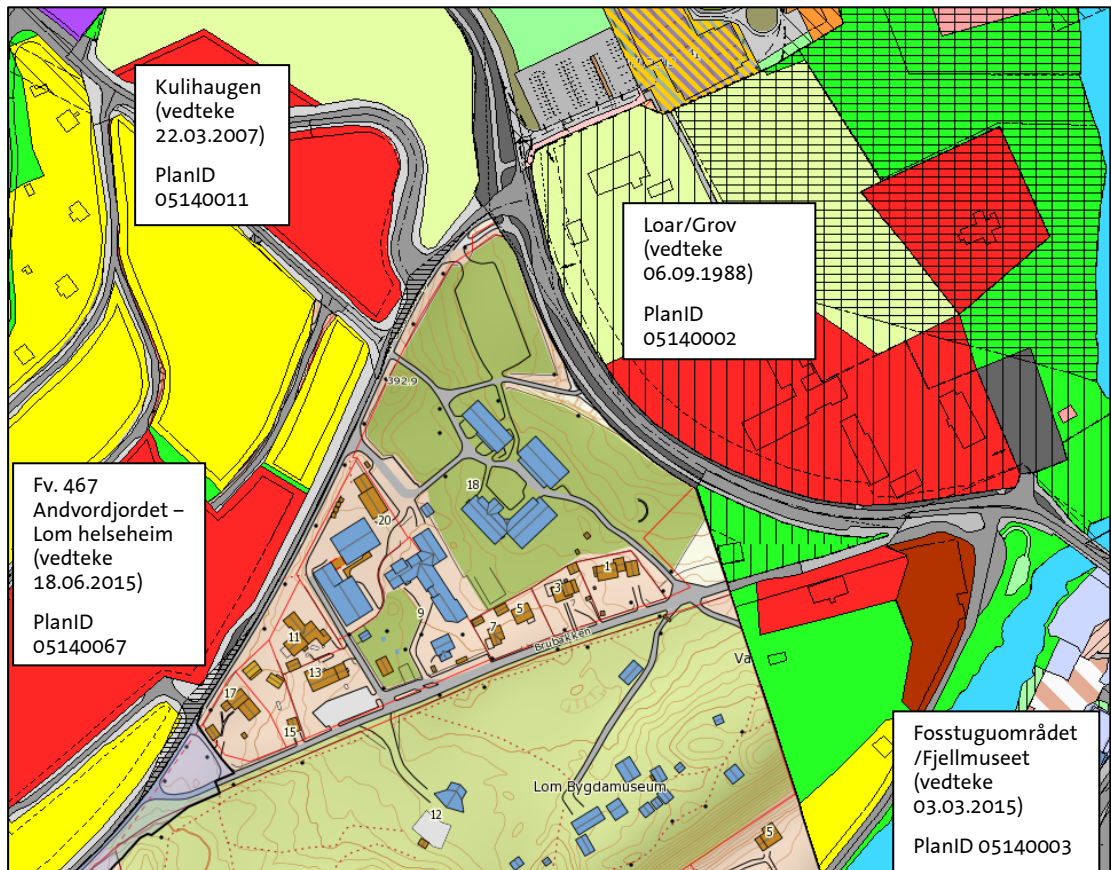 Kulihaugen
(vedteke
22.03.2007)
PlanID
05140011
Loar/Grov
(vedteke
06.09.1988)
PlanID
05140002
392.9
18
20
9
1
3
5
7
Brubakken
11
13
17
15
Fv. 467
Andvordjordet –
Lom helseheim
(vedteke
18.06.2015)
PlanID
05140067
Va
Lom Bygdamuseum
12
5
Fosstuguområdet
/Fjellmuseet
(vedteke
03.03.2015)
PlanID 05140003